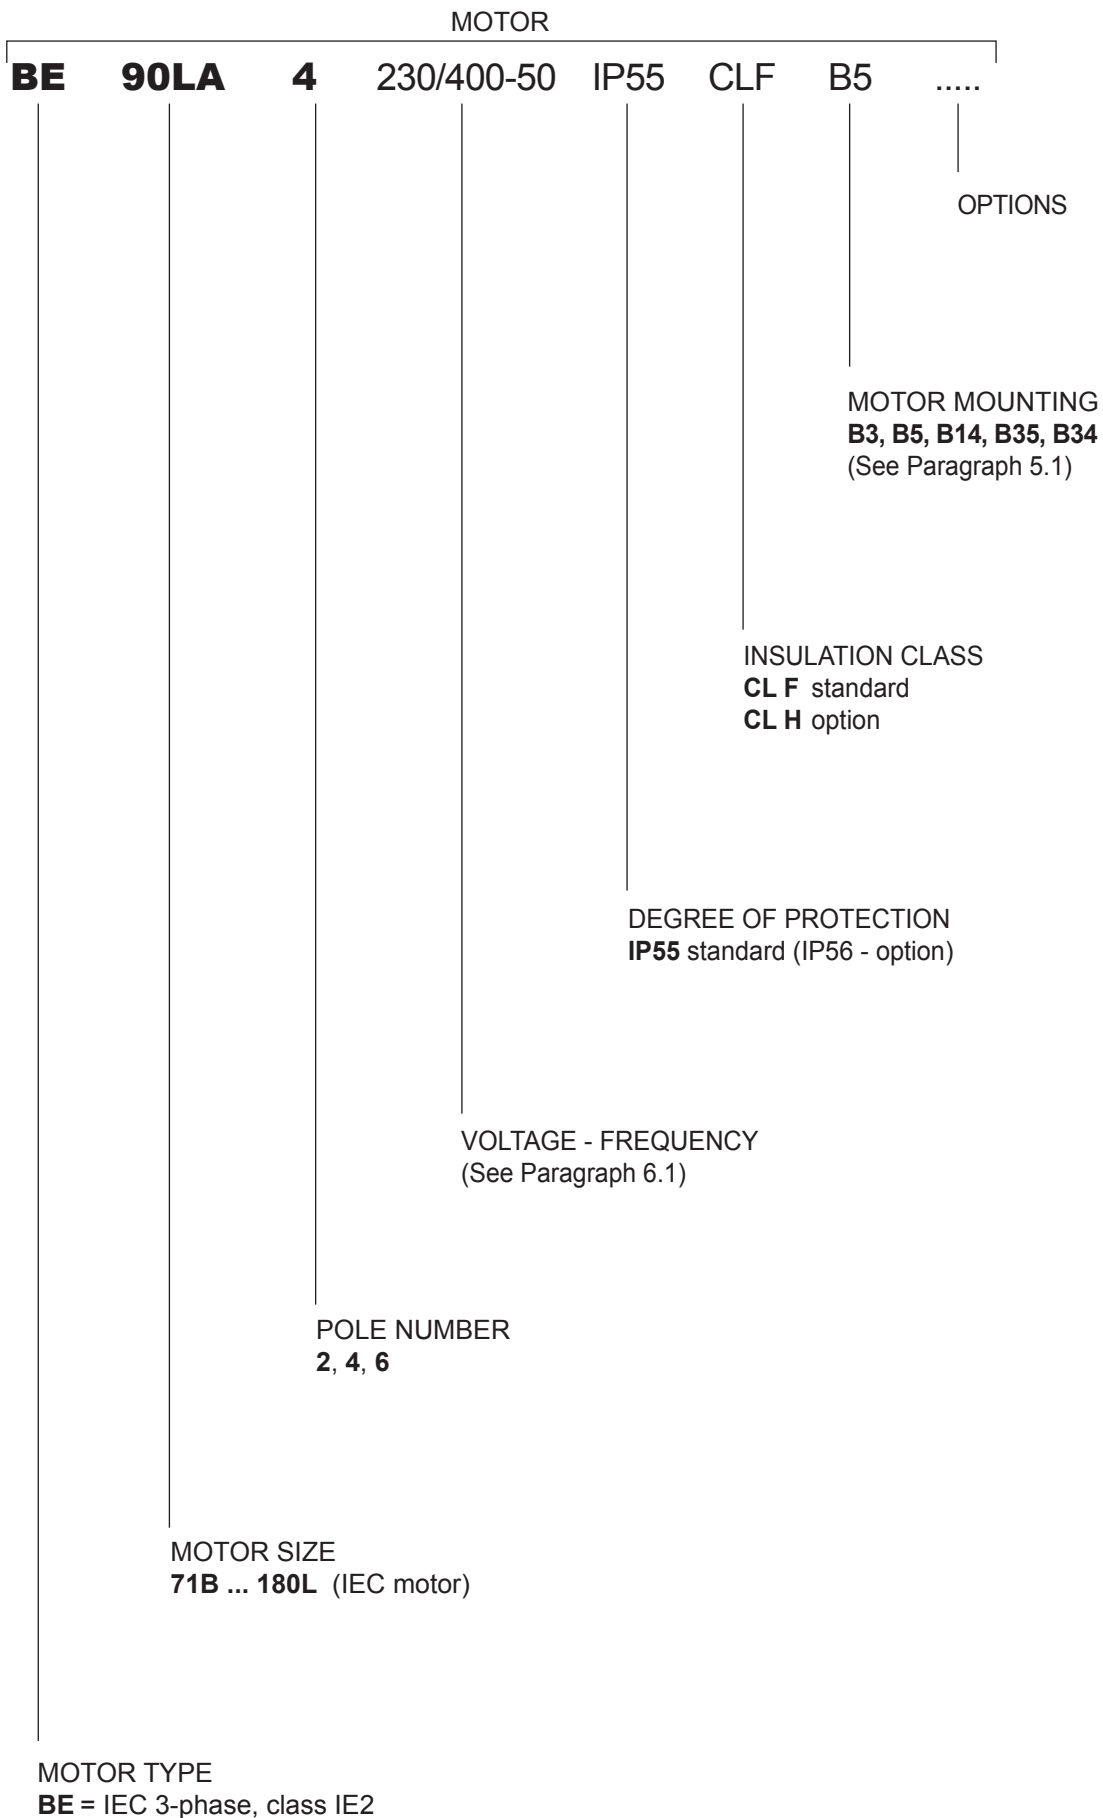 MOTOR
BE 90LA 4 230/400-50 IP55 CLF B5 .....
OPTIONS
MOTOR MOUNTING
B3, B5, B14, B35, B34
(See Paragraph 5.1)
INSULATION CLASS
CL F standard
CL H option
DEGREE OF PROTECTION
IP55 standard (IP56 - option)
VOLTAGE - FREQUENCY
(See Paragraph 6.1)
POLE NUMBER
2, 4, 6
MOTOR SIZE
71B ... 180L (IEC motor)
MOTOR TYPE
BE = IEC 3-phase, class IE2